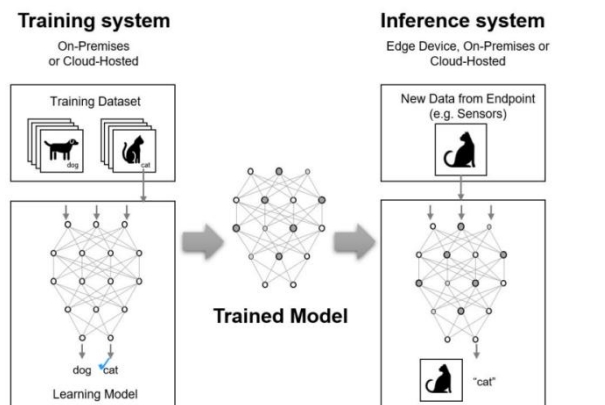 Training system
On-Premises
or Cloud-Hosted
Training Dataset
dog
cat
dog
cat
Learning Model
Trained Model
Inference system
Edge Device, On-Premises or
Cloud-Hosted
New Data from Endpoint
(e.g. Sensors)
"cat"